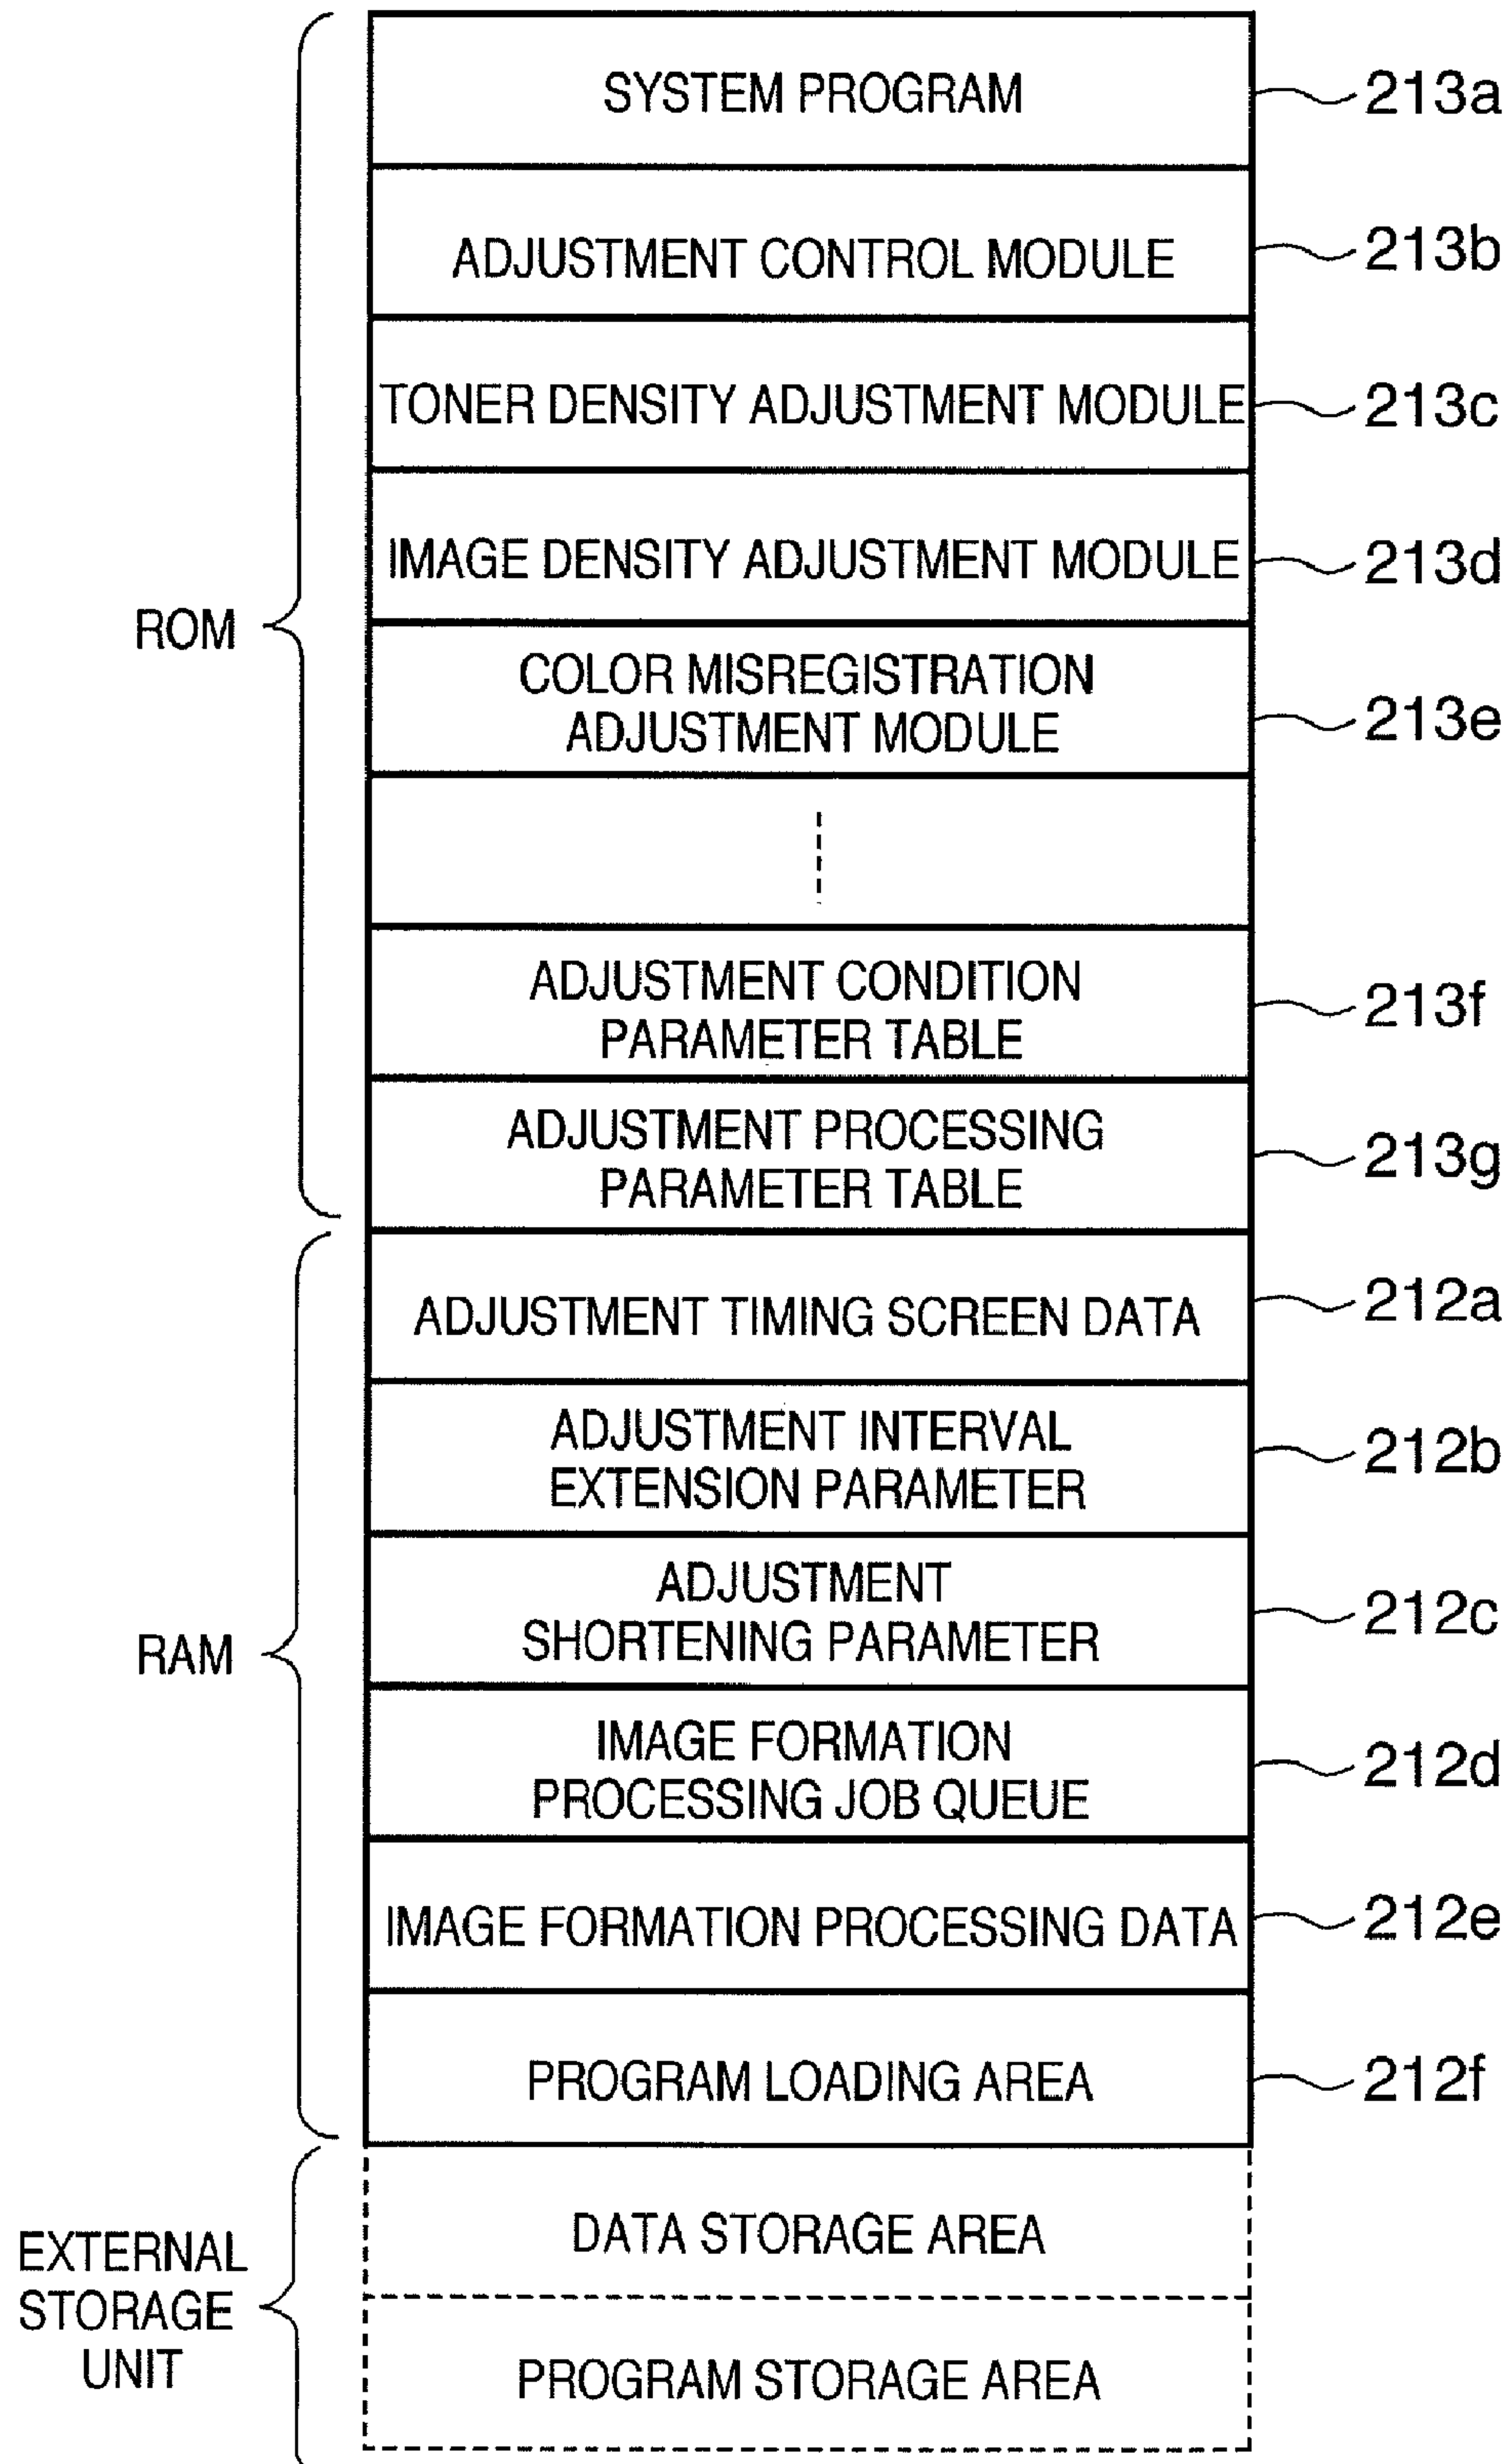 SYSTEM PROGRAM
213a
ADJUSTMENT CONTROL MODULE
213b
TONER DENSITY ADJUSTMENT MODULE
213c
IMAGE DENSITY ADJUSTMENT MODULE
213d
ROM
COLOR MISREGISTRATION
ADJUSTMENT MODULE
213e
ADJUSTMENT CONDITION
PARAMETER TABLE
213f
ADJUSTMENT PROCESSING
PARAMETER TABLE
213g
ADJUSTMENT TIMING SCREEN DATA
212a
ADJUSTMENT INTERVAL
EXTENSION PARAMETER
212b
ADJUSTMENT
SHORTENING PARAMETER
212c
RAM
IMAGE FORMATION
PROCESSING JOB QUEUE
212d
IMAGE FORMATION PROCESSING DATA
212e
PROGRAM LOADING AREA
212f
EXTERNAL
STORAGE
UNIT
DATA STORAGE AREA
PROGRAM STORAGE AREA